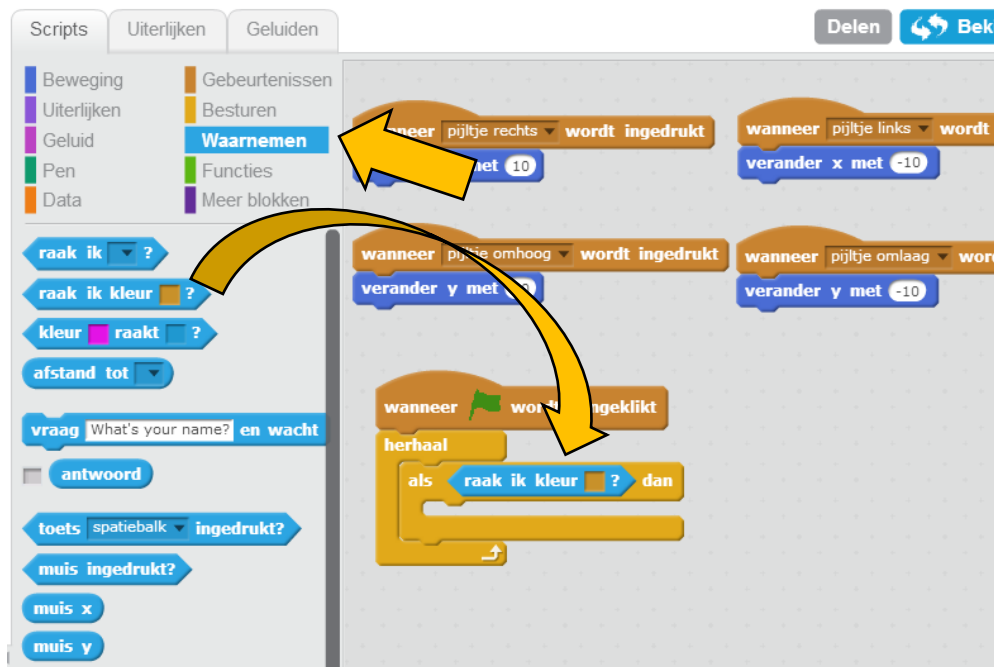 Scripts Uiterlijken Geluiden
Delen Bek
Beweging Gebeurtenissen
Uiterlijken Besturen
Geluid Waarnemen
Pen Functies
Data Meer blokken
raak ik ?
raak ik kleur ?
kleur raakt ?
afstand tot
vraag What's your name? en wacht
antwoord
toets spatiebalk ingedrukt?
muis ingedrukt?
muis x
muis y
pijltje rechts wordt ingedrukt
met 10
wanneer pijltje links wordt
verander x met -10
wanneer pijltje omhoog wordt ingedrukt
verander y met
wanneer pijltje omlaag word
verander y met -10
wanneer
herhaal
als raak ik kleur ? dan